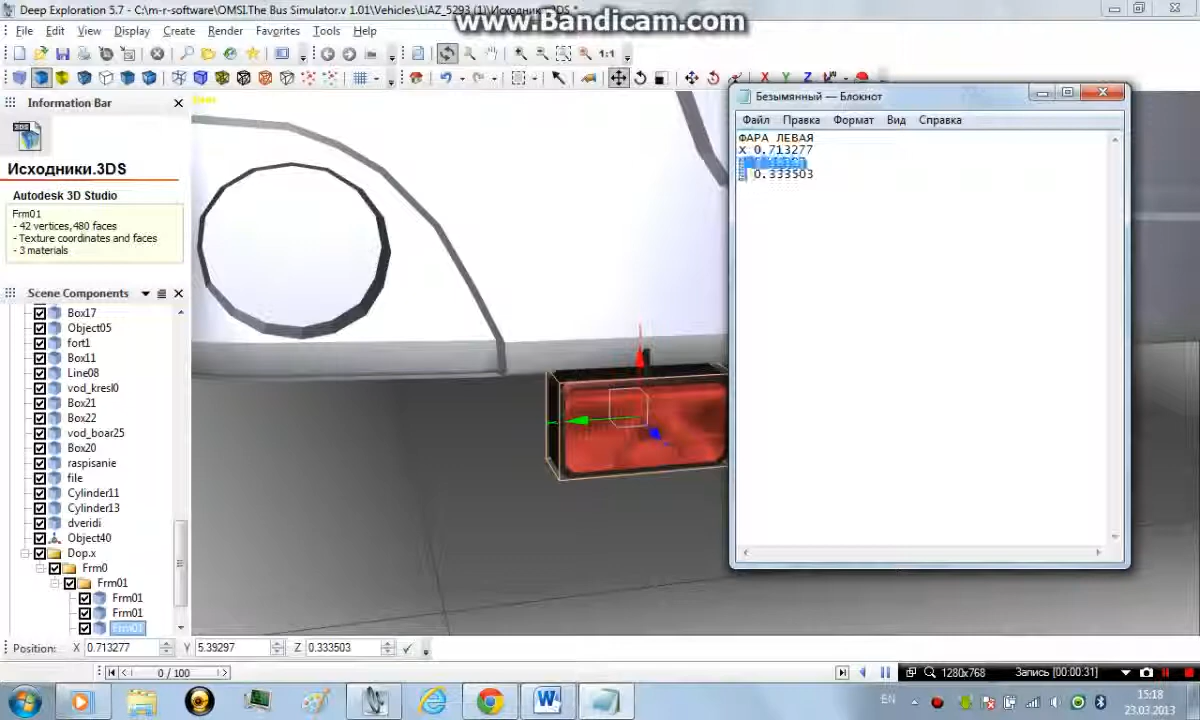 Deep Exploration 5.7 - C:\m-r-software\OMSI.The Bus Simulator.v 1.01\Vehicles\LiAZ_5293 (1)\Исходники.3DS *
www.Bandicam.com
File Edit View Display Create Render Favorites Tools Help
1:1
X Y Z
Information Bar
Исходники.3DS
Autodesk 3D Studio
Frm01
- 42 vertices,480 faces
- Texture coordinates and faces
- 3 materials
Scene Components
Box17
Object05
fort1
Box11
Line08
vod_kresl0
Box21
Box22
vod_boar25
Box20
raspisanie
file
Cylinder11
Cylinder13
dveridi
Object40
Dop.x
Frm0
Frm01
Frm01
Frm01
Frm01
Безымянный — Блокнот
Файл Правка Формат Вид Справка
ФАРА ЛЕВАЯ
X 0.713277
0.333503
Position: X 0.713277 Y 5.39297 Z 0.333503
0 / 100
1280x768 Запись [00:00:31]
EN
15:18
23.03.2013